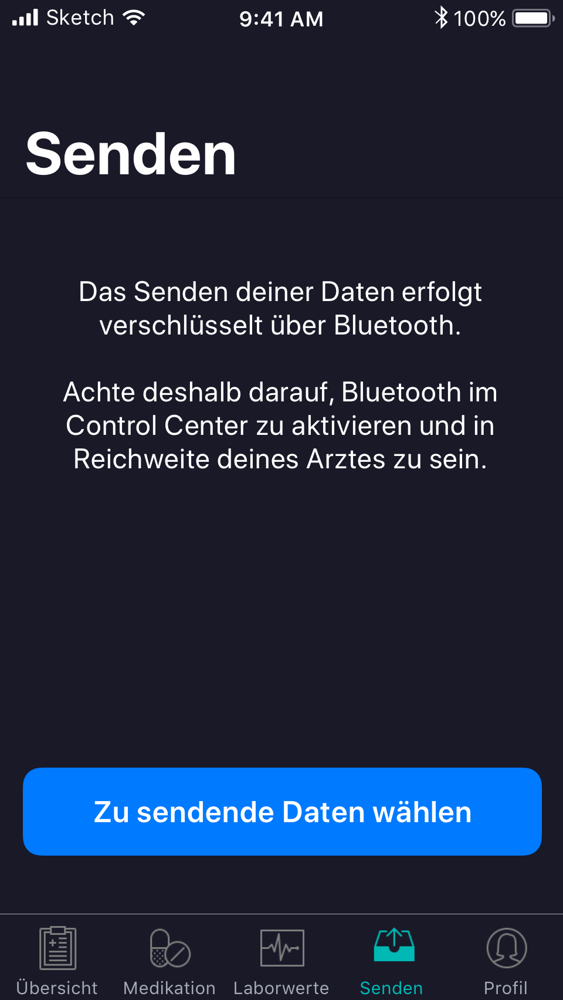 Sketch 9:41 AM 100%
Senden
Das Senden deiner Daten erfolgt
verschlüsselt über Bluetooth.
Achte deshalb darauf, Bluetooth im
Control Center zu aktivieren und in
Reichweite deines Arztes zu sein.
Zu sendende Daten wählen
Übersicht Medikation Laborwerte Senden Profil